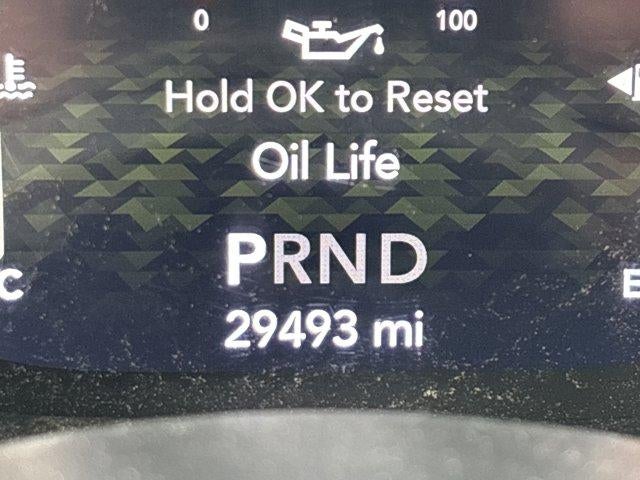 0 100
Hold OK to Reset
Oil Life
PRND
29493 mi
C E